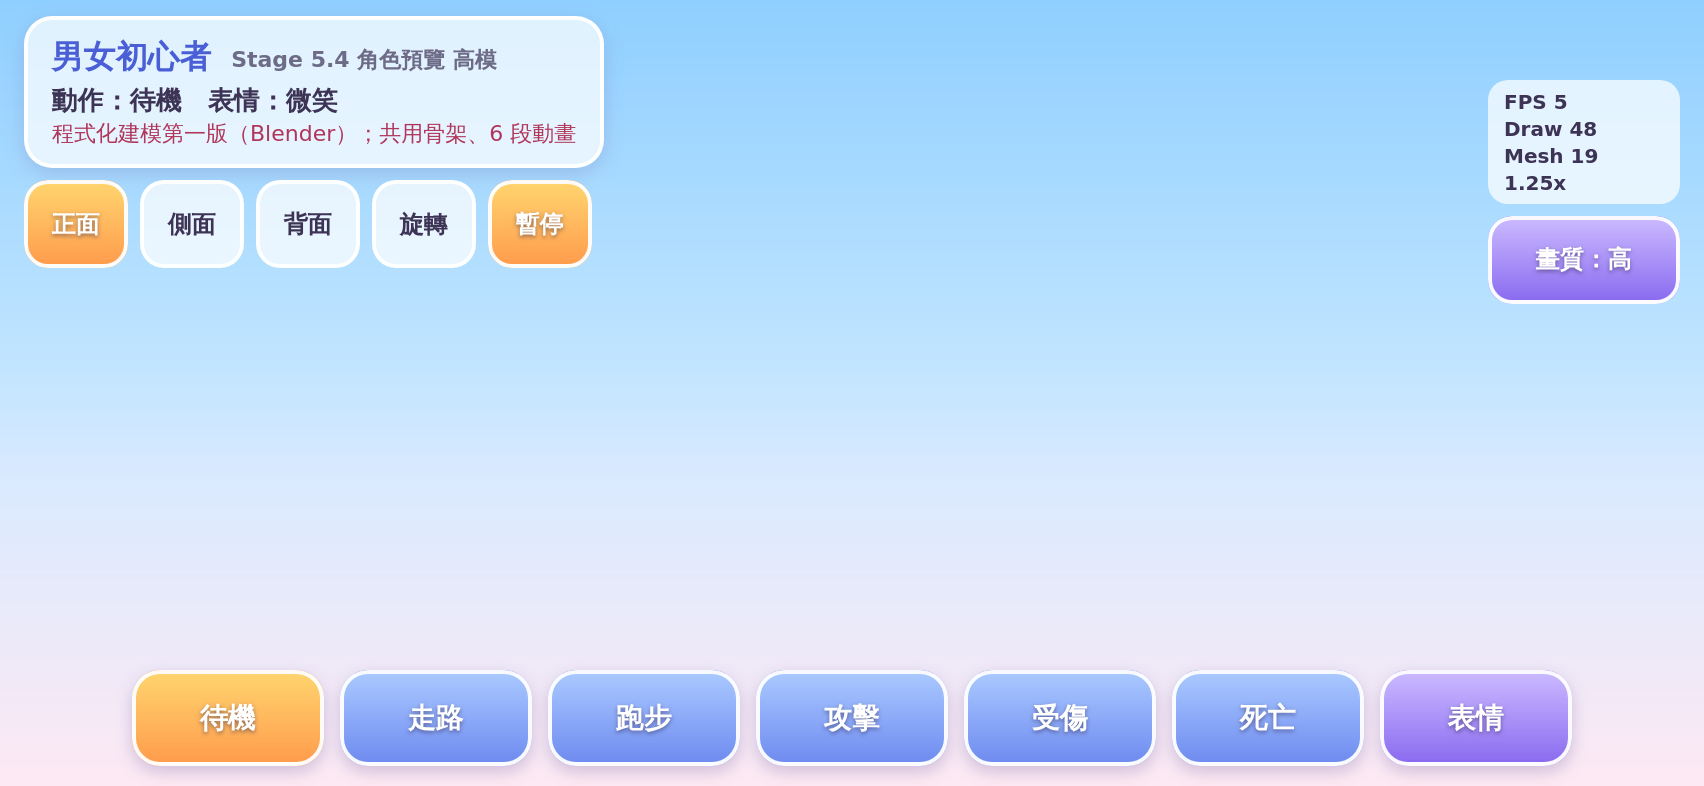 男女初心者 Stage 5.4 角色預覽 高模
動作：待機　表情：微笑
程式化建模第一版（Blender）；共用骨架、6 段動畫
正面
側面
背面
旋轉
暫停
FPS 5
Draw 48
Mesh 19
1.25x
畫質：高
待機
走路
跑步
攻擊
受傷
死亡
表情